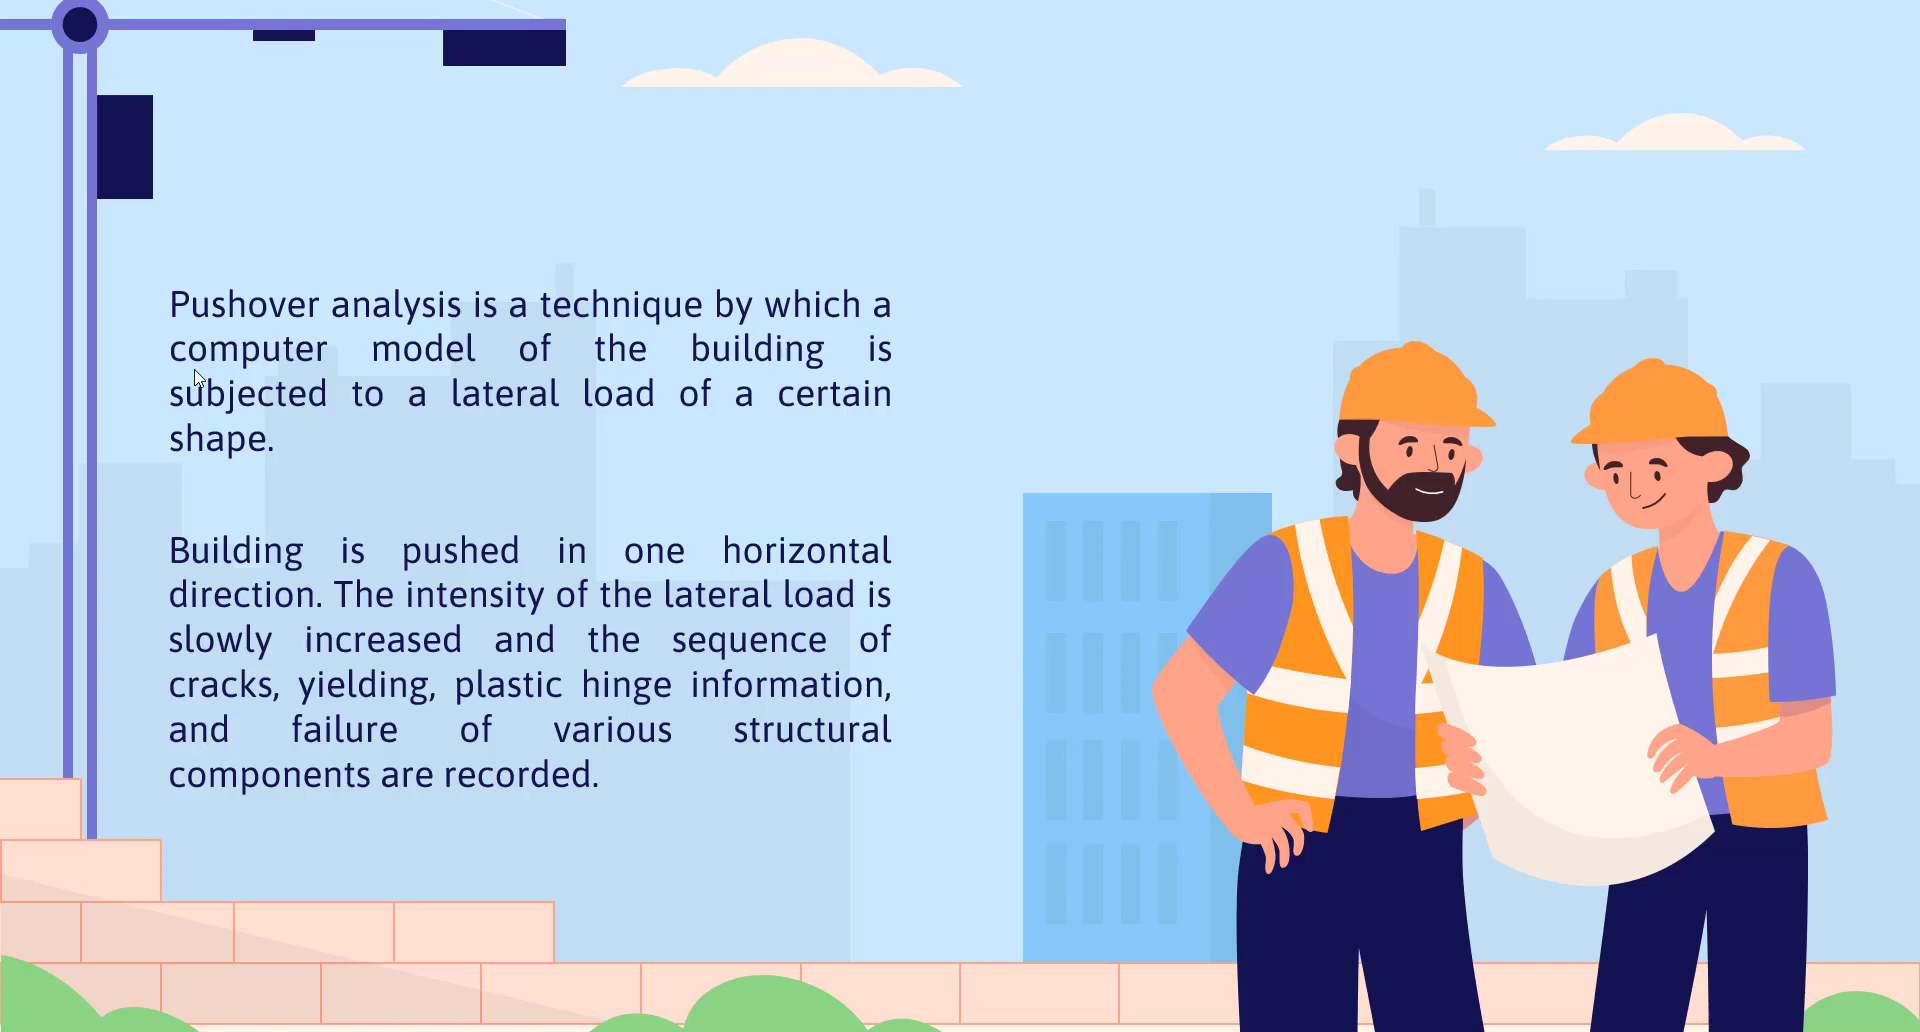 Pushover analysis is a technique by which a
computer model of the building is
subjected to a lateral load of a certain
shape.
Building is pushed in one horizontal
direction. The intensity of the lateral load is
slowly increased and the sequence of
cracks, yielding, plastic hinge information,
and failure of various structural
components are recorded.